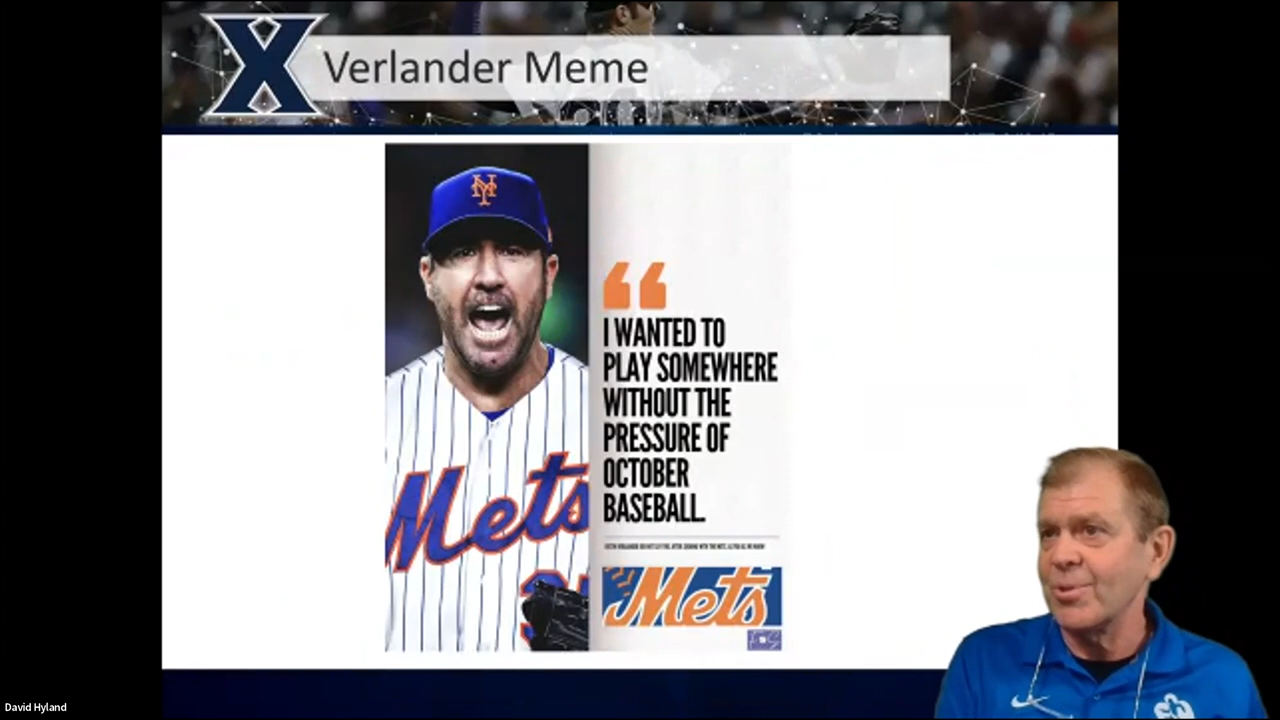 X
Verlander Meme
NY
“
I WANTED TO
PLAY SOMEWHERE
WITHOUT THE
PRESSURE OF
OCTOBER
BASEBALL.
Mets
Mets
David Hyland